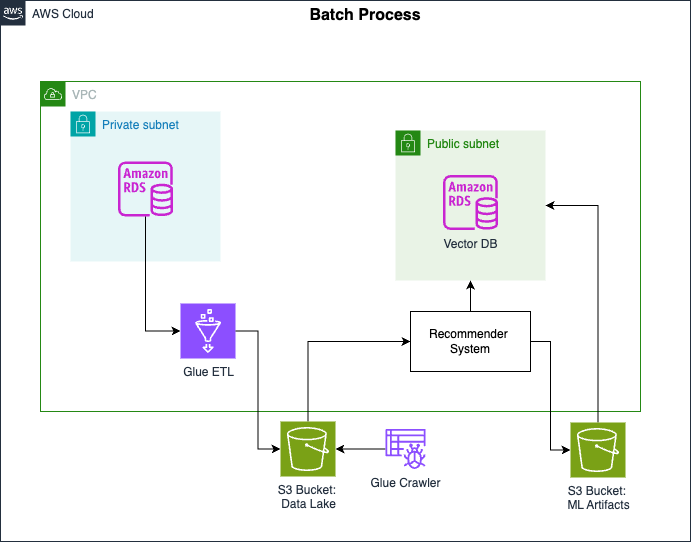 aws
AWS Cloud
Batch Process
VPC
Private subnet
Amazon
RDS
Public subnet
Amazon
RDS
Vector DB
Glue ETL
Recommender
System
S3 Bucket:
Data Lake
Glue Crawler
S3 Bucket:
ML Artifacts